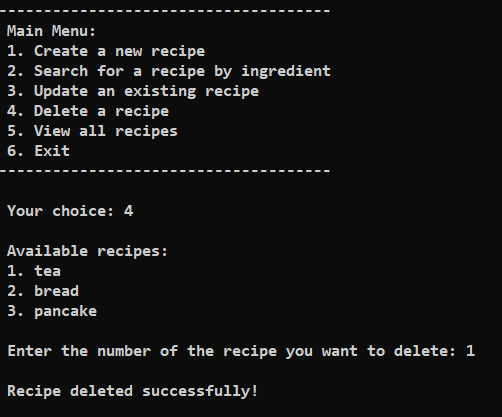 -------------------------------------
Main Menu:
1. Create a new recipe
2. Search for a recipe by ingredient
3. Update an existing recipe
4. Delete a recipe
5. View all recipes
6. Exit
-------------------------------------
Your choice: 4
Available recipes:
1. tea
2. bread
3. pancake
Enter the number of the recipe you want to delete: 1
Recipe deleted successfully!